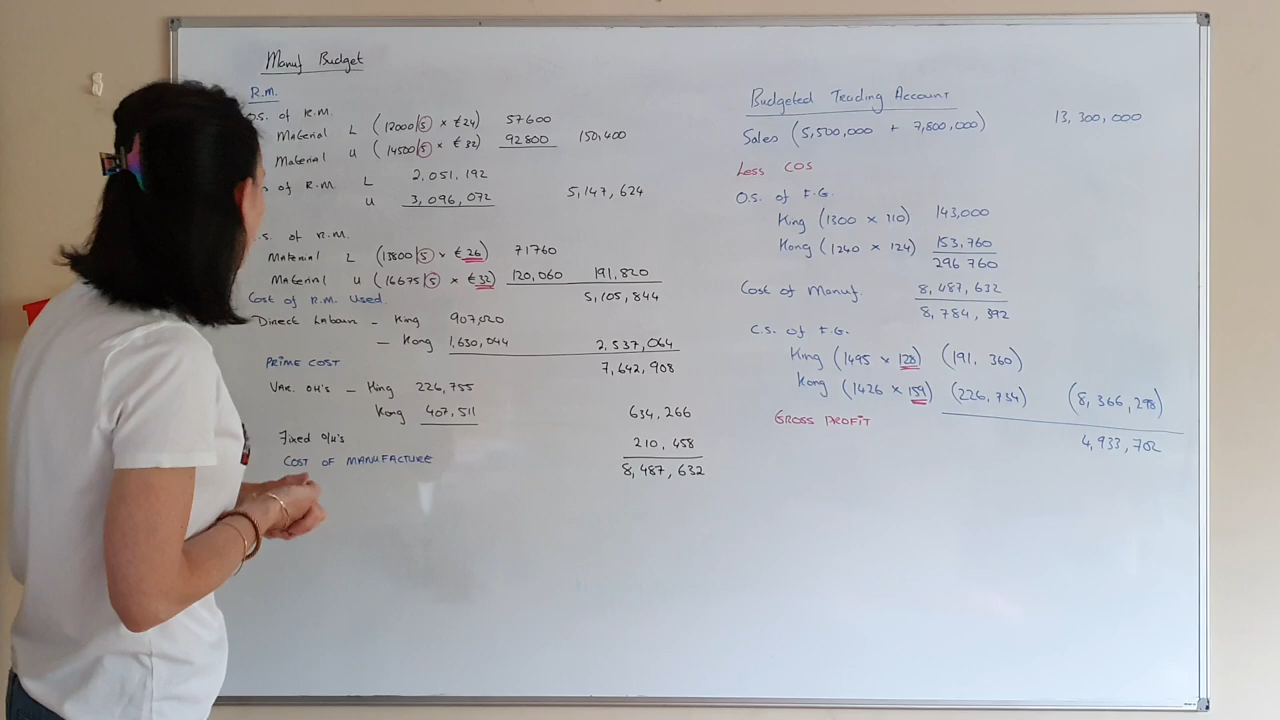 Manuf Budget
R.M.
O.S. of R.M.
Material L (12000/5 × €24) 57600
Material U (14500/5 × €32) 92800 150,400
of R.M. L 2,051,192
U 3,096,072 5,147,624
.S. of R.M.
Material L (13800/5 × €26) 71760
Material U (16675/5 × €32) 120,060 191,820
Cost of R.M. Used. 5,105,844
Direct Labour - King 907,020
- Kong 1,630,044 2,537,064
PRIME COST 7,642,908
VAR. OH'S - King 226,755
Kong 407,511 634,266
Fixed O/H's 210,458
COST OF MANUFACTURE 8,487,632
Budgeted Trading Account
Sales (5,500,000 + 7,800,000) 13,300,000
Less COS
O.S. of F.G.
King (1300 × 110) 143,000
Kong (1240 × 124) 153,760
296 760
Cost of Manuf. 8,487,632
8,784,392
C.S. of F.G.
King (1495 × 128) (191,360)
Kong (1426 × 159) (226,734) (8,366,298)
GROSS PROFIT 4,933,702